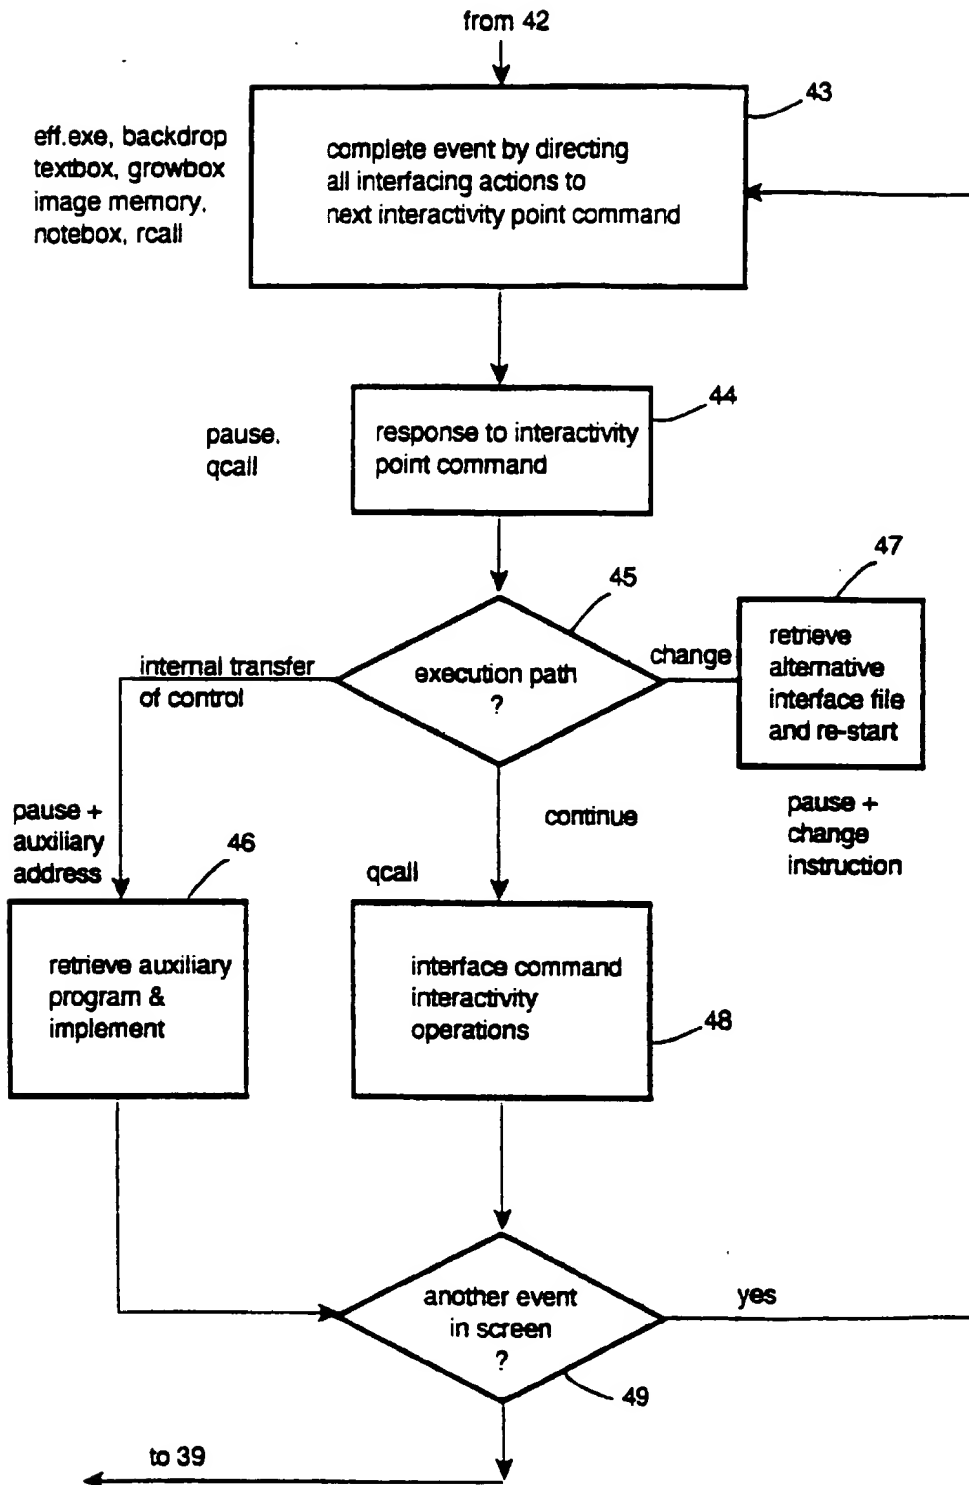 from 42
43
eff.exe, backdrop
textbox, growbox
image memory,
notebox, rcall
complete event by directing
all interfacing actions to
next interactivity point command
44
pause.
qcall
response to interactivity
point command
45
47
execution path
?
change
retrieve
alternative
interface file
and re-start
internal transfer
of control
pause +
change
instruction
pause +
auxiliary
address
46
continue
qcall
retrieve auxiliary
program &
implement
interface command
interactivity
operations
48
another event
in screen
?
yes
49
to 39